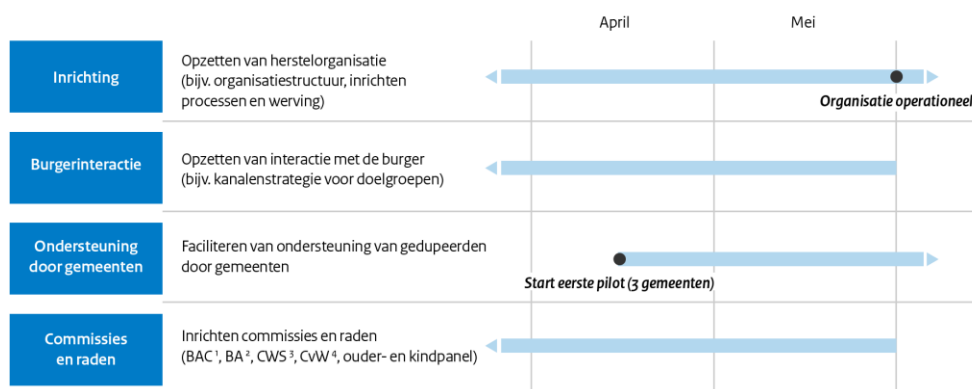 April
Mei
Inrichting
Opzetten van herstelorganisatie
(bijv. organisatiestructuur, inrichten
processen en werving)
Organisatie operationeel
Burgerinteractie
Opzetten van interactie met de burger
(bijv. kanalenstrategie voor doelgroepen)
Ondersteuning
door gemeenten
Faciliteren van ondersteuning van gedupeerden
door gemeenten
Start eerste pilot (3 gemeenten)
Commissies
en raden
Inrichten commissies en raden
(BAC ¹, BA ², CWS ³, CvW ⁴, ouder- en kindpanel)